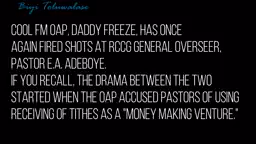 Biyi Toluwalase
COOL FM OAP, DADDY FREEZE, HAS ONCE
AGAIN FIRED SHOTS AT RCCG GENERAL OVERSEER,
PASTOR E.A. ADEBOYE.
IF YOU RECALL, THE DRAMA BETWEEN THE TWO
STARTED WHEN THE OAP ACCUSED PASTORS OF USING
RECEIVING OF TITHES AS A "MONEY MAKING VENTURE."